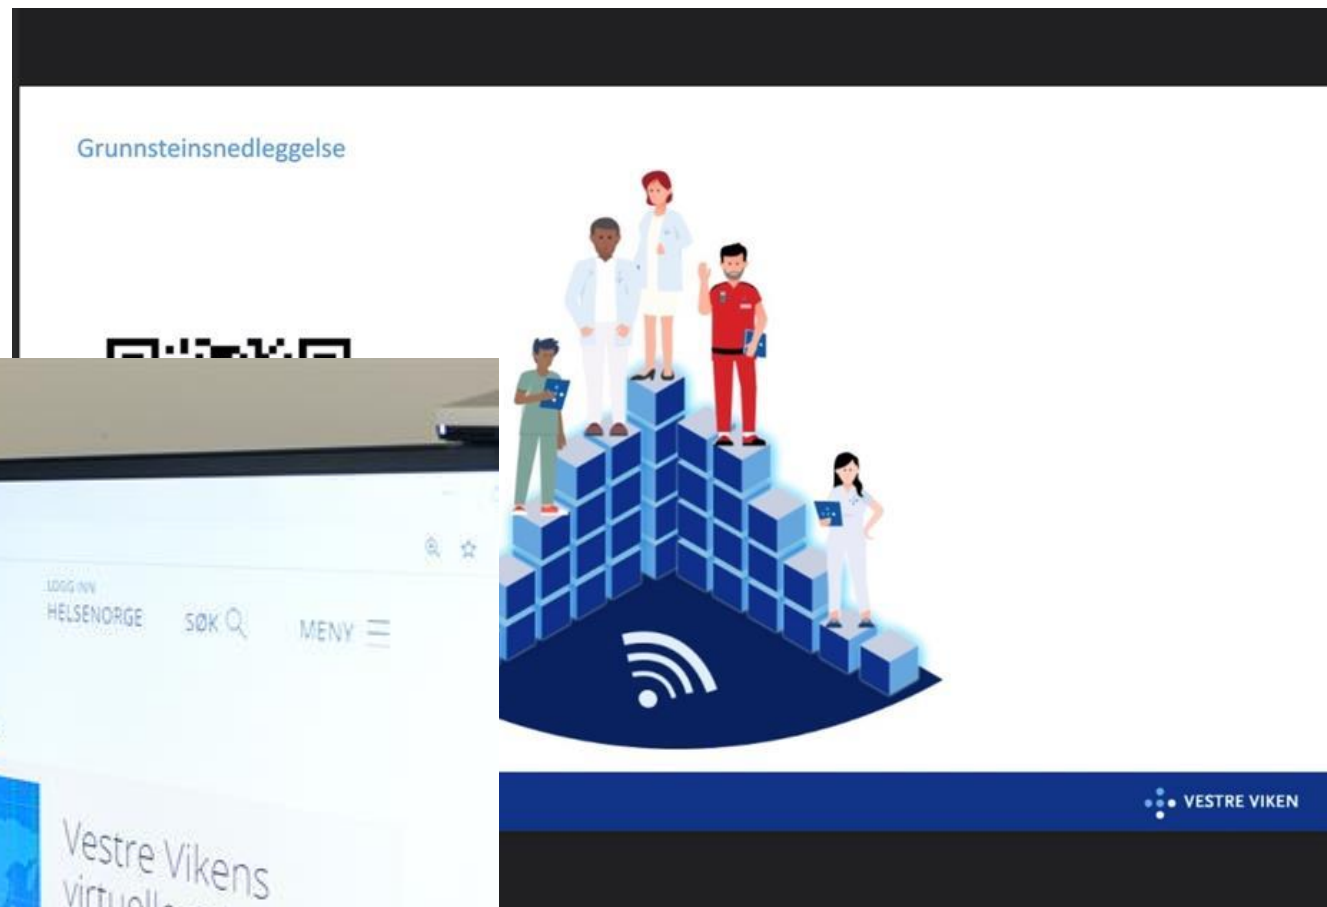 Grunnsteinsnedleggelse
LOGG INN
HELSENORGE
SØK
MENY
Vestre Vikens
VESTRE VIKEN